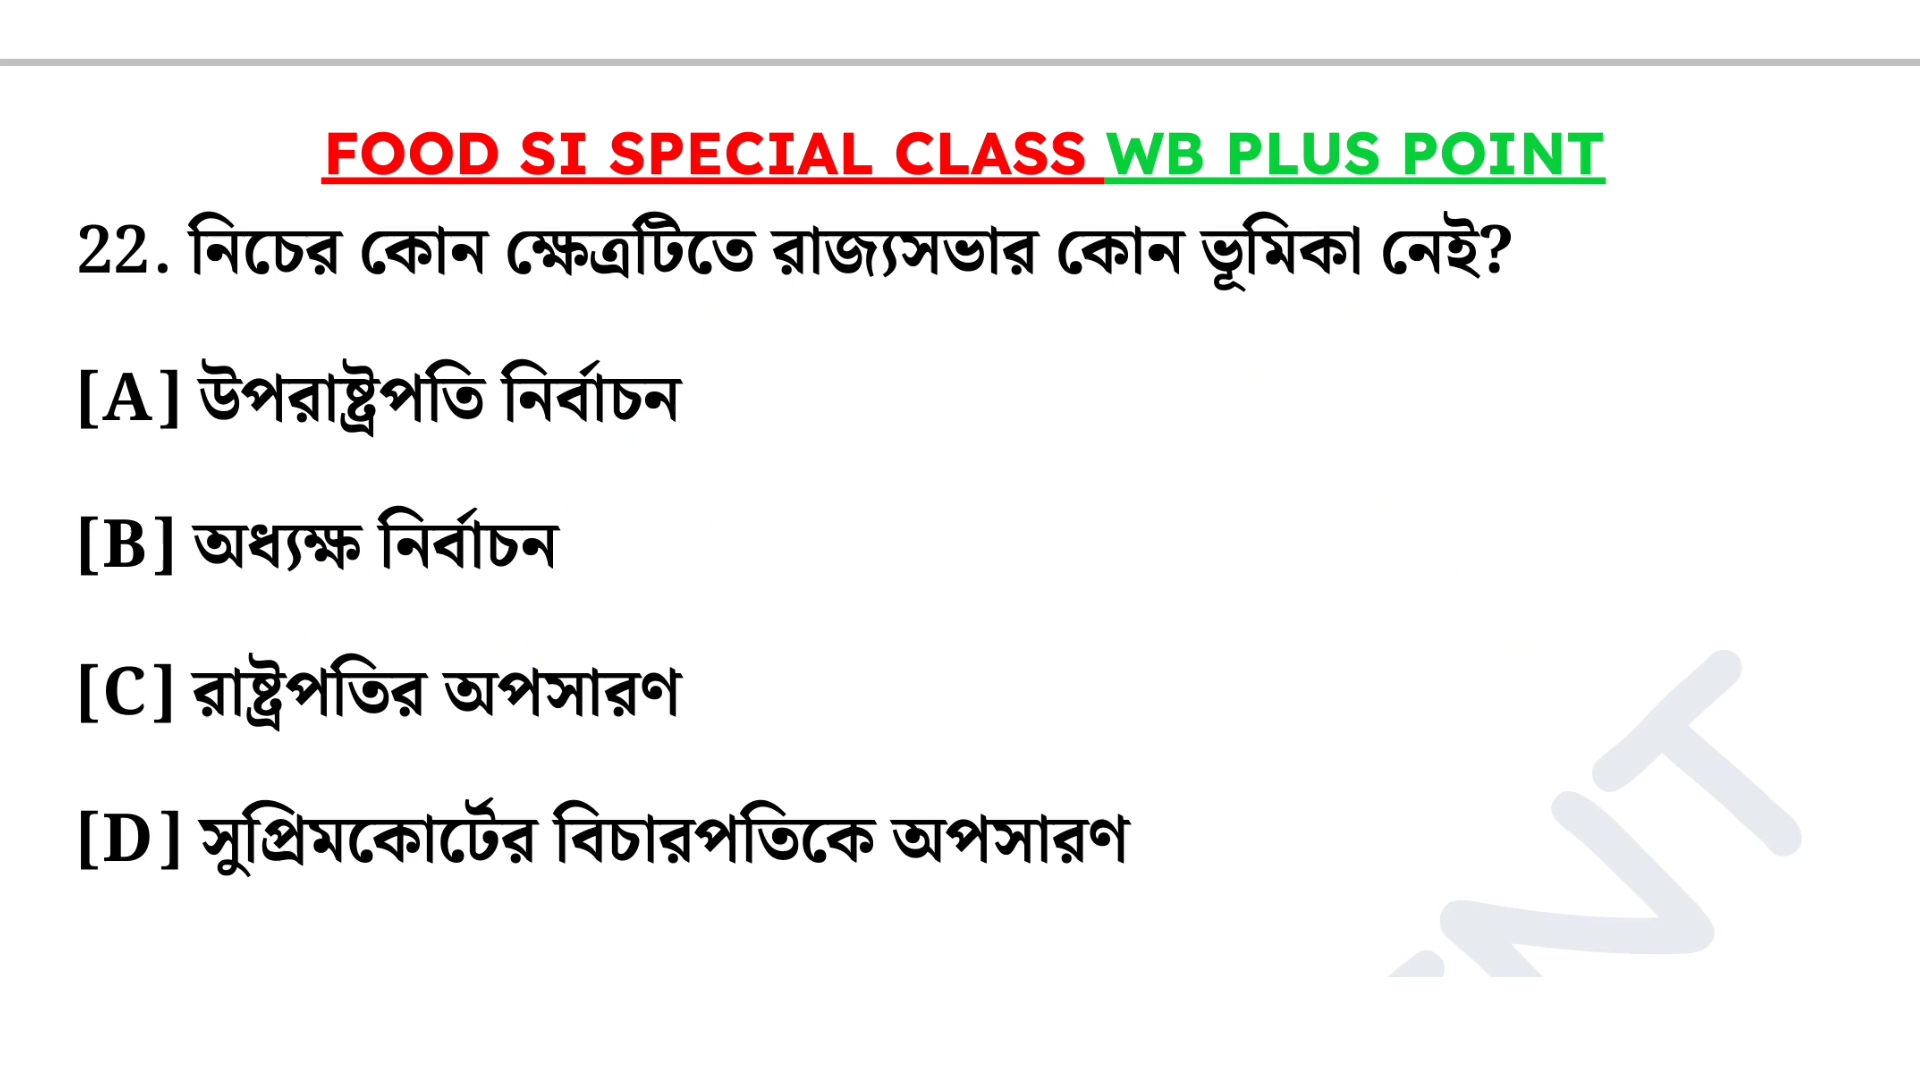 FOOD SI SPECIAL CLASS WB PLUS POINT
22. নিচের কোন ক্ষেত্রটিতে রাজ্যসভার কোন ভূমিকা নেই?
[A] উপরাষ্ট্রপতি নির্বাচন
[B] অধ্যক্ষ নির্বাচন
[C] রাষ্ট্রপতির অপসারণ
[D] সুপ্রিমকোর্টের বিচারপতিকে অপসারণ